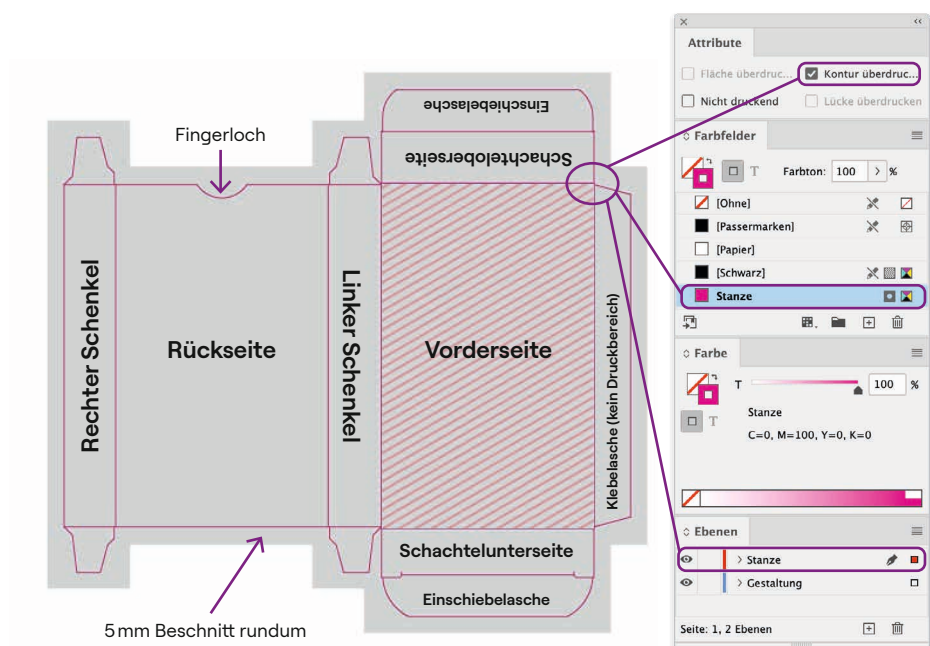 Einschiebelasche
Schachteloberseite
Fingerloch
Rechter Schenkel
Rückseite
Linker Schenkel
Vorderseite
Klebelasche (kein Druckbereich)
Schachtelunterseite
Einschiebelasche
5 mm Beschnitt rundum
Attribute
Fläche überdruc...
Kontur überdruc...
Nicht druckend
Lücke überdrucken
Farbfelder
T
Farbton: 100 > %
[Ohne]
[Passermarken]
[Papier]
[Schwarz]
Stanze
Farbe
T 100 %
T
Stanze
C=0, M=100, Y=0, K=0
Ebenen
> Stanze
> Gestaltung
Seite: 1, 2 Ebenen